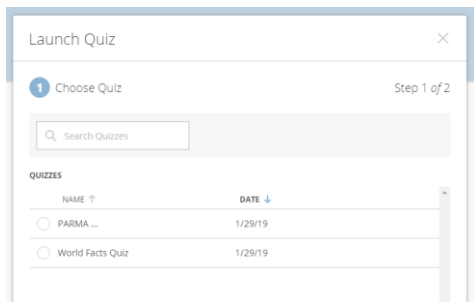 Launch Quiz
1 Choose Quiz Step 1 of 2
Search Quizzes
QUIZZES
NAME ↑ DATE ↓
PARMA ... 1/29/19
World Facts Quiz 1/29/19